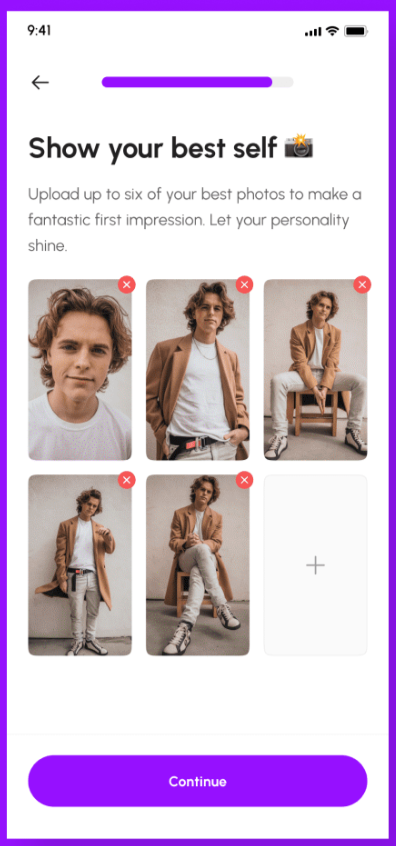 9:41
Show your best self 📸
Upload up to six of your best photos to make a
fantastic first impression. Let your personality
shine.
Continue